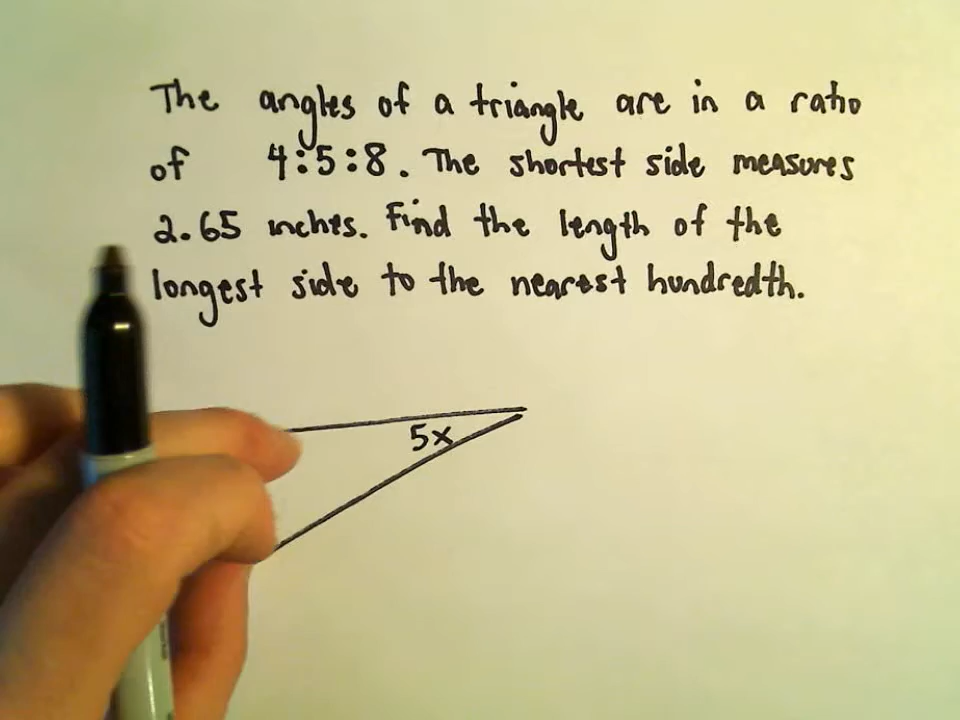 The angles of a triangle are in a ratio
of 4:5:8. The shortest side measures
2.65 inches. Find the length of the
longest side to the nearest hundredth.
5x